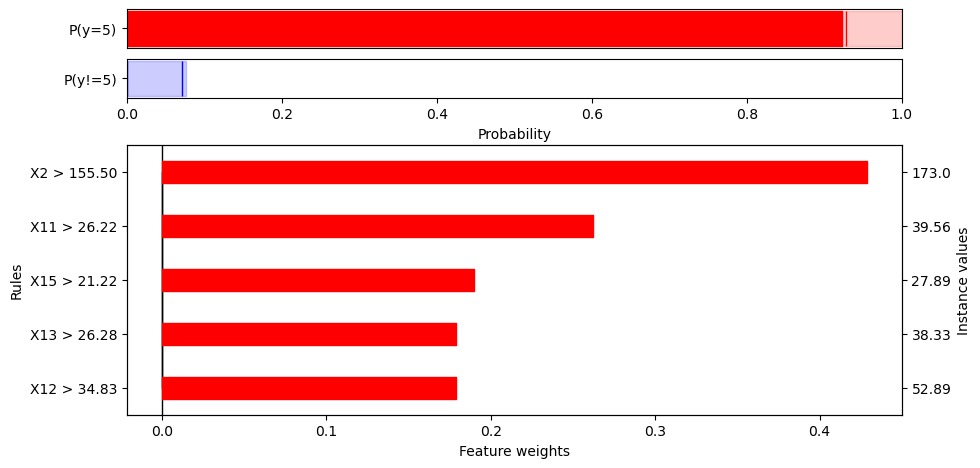 P(y=5)
P(y!=5)
0.0 0.2 0.4 0.6 0.8 1.0
Probability
Rules
X2 > 155.50 173.0
X11 > 26.22 39.56
X15 > 21.22 27.89
X13 > 26.28 38.33
X12 > 34.83 52.89
Instance values
0.0 0.1 0.2 0.3 0.4
Feature weights